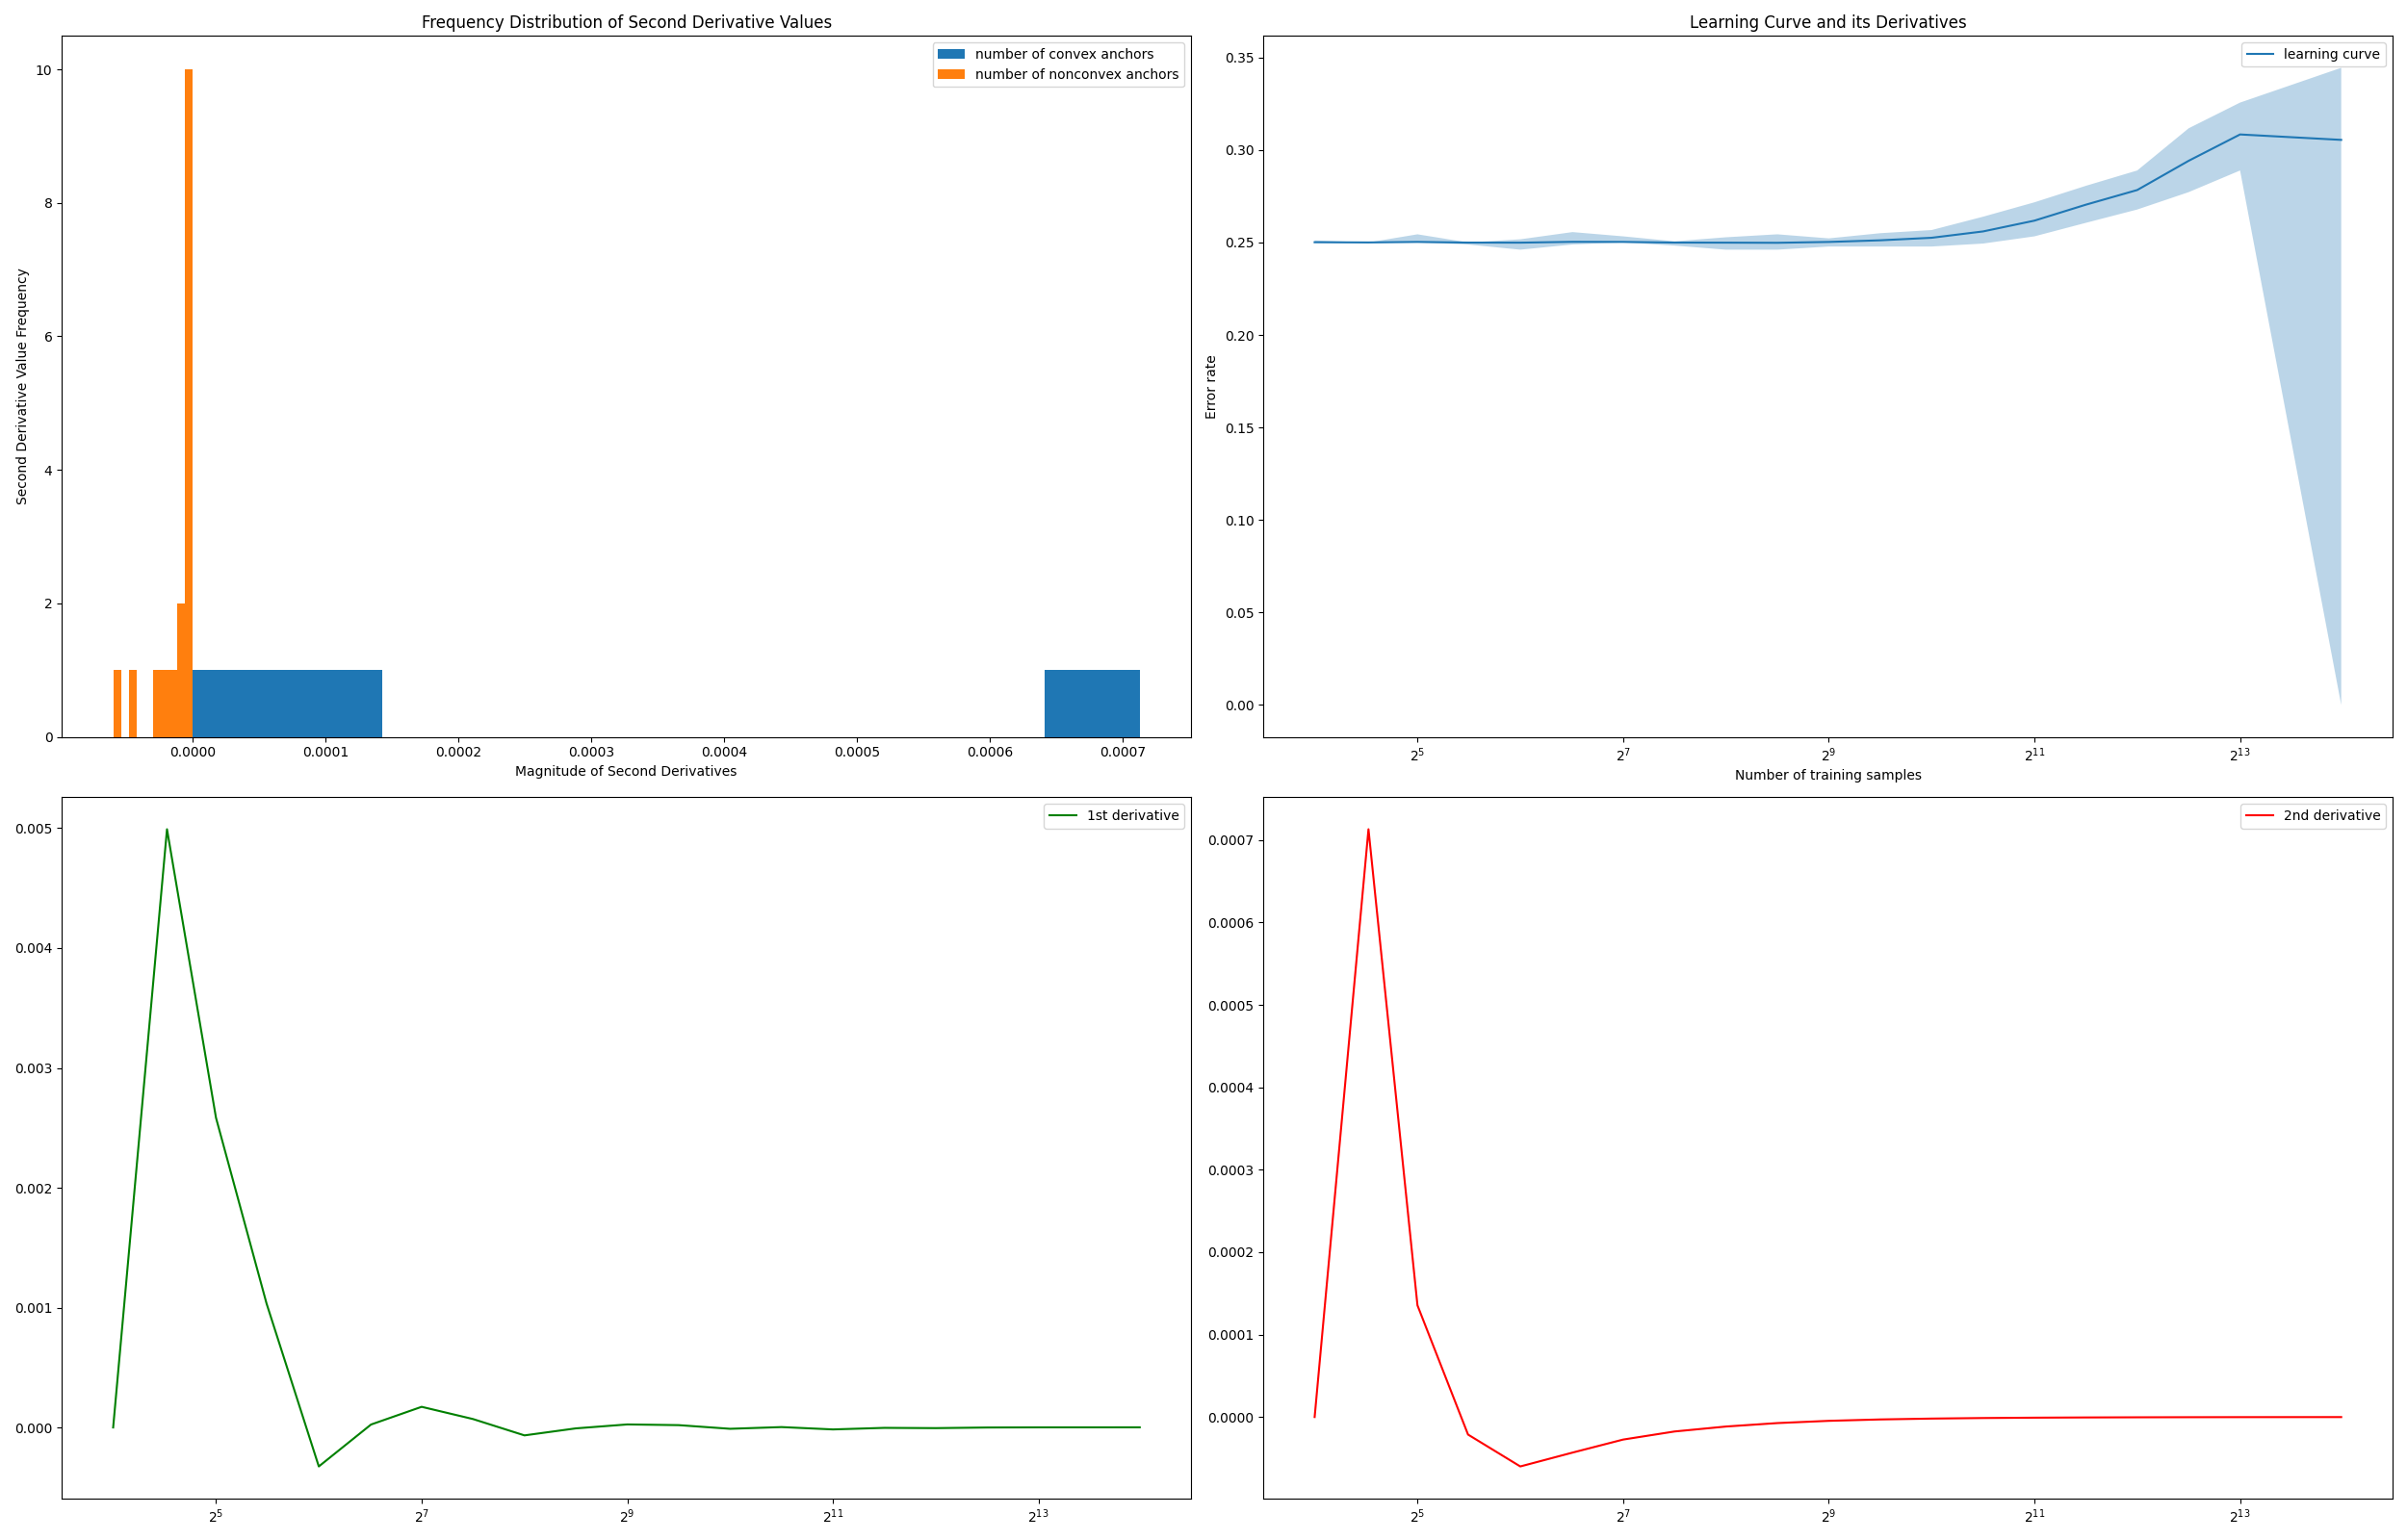 Frequency Distribution of Second Derivative Values
number of convex anchors
number of nonconvex anchors
Second Derivative Value Frequency
10
8
6
4
2
0
0.0000 0.0001 0.0002 0.0003 0.0004 0.0005 0.0006 0.0007
Magnitude of Second Derivatives
Learning Curve and its Derivatives
learning curve
Error rate
0.35
0.30
0.25
0.20
0.15
0.10
0.05
0.00
2^5 2^7 2^9 2^11 2^13
Number of training samples
1st derivative
0.005
0.004
0.003
0.002
0.001
0.000
2^5 2^7 2^9 2^11 2^13
2nd derivative
0.0007
0.0006
0.0005
0.0004
0.0003
0.0002
0.0001
0.0000
2^5 2^7 2^9 2^11 2^13